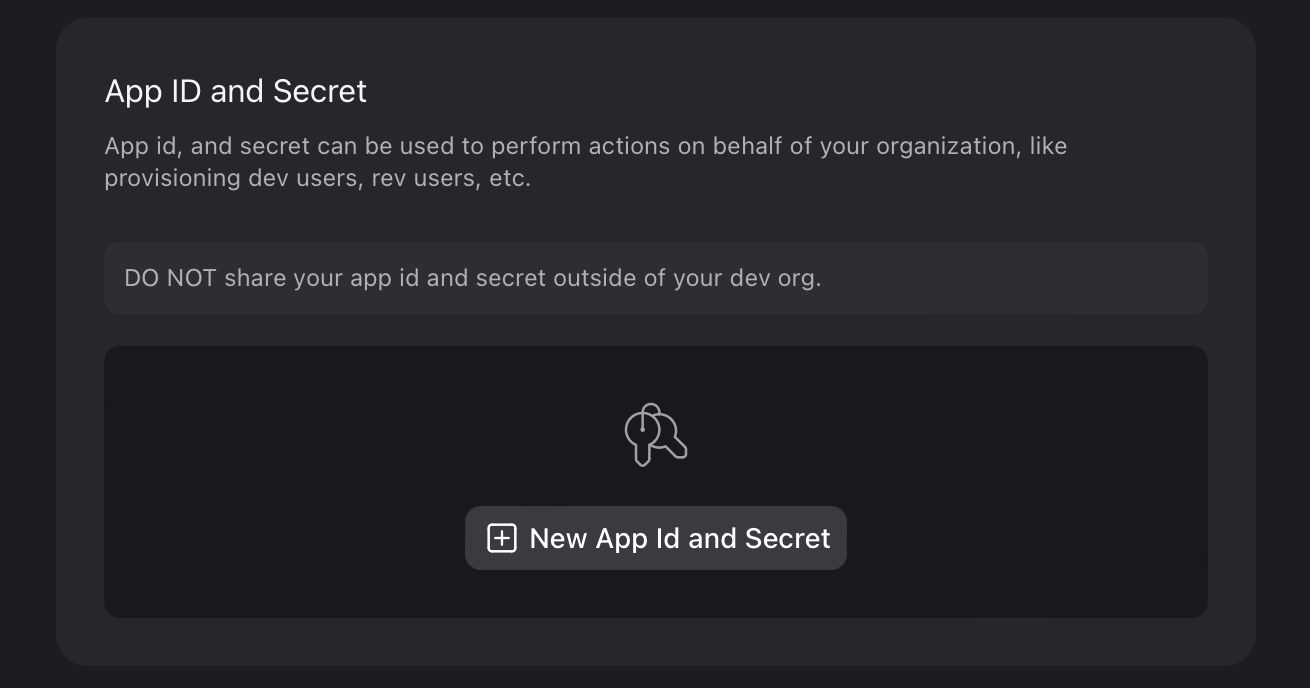 App ID and Secret
App id, and secret can be used to perform actions on behalf of your organization, like
provisioning dev users, rev users, etc.
DO NOT share your app id and secret outside of your dev org.
New App Id and Secret